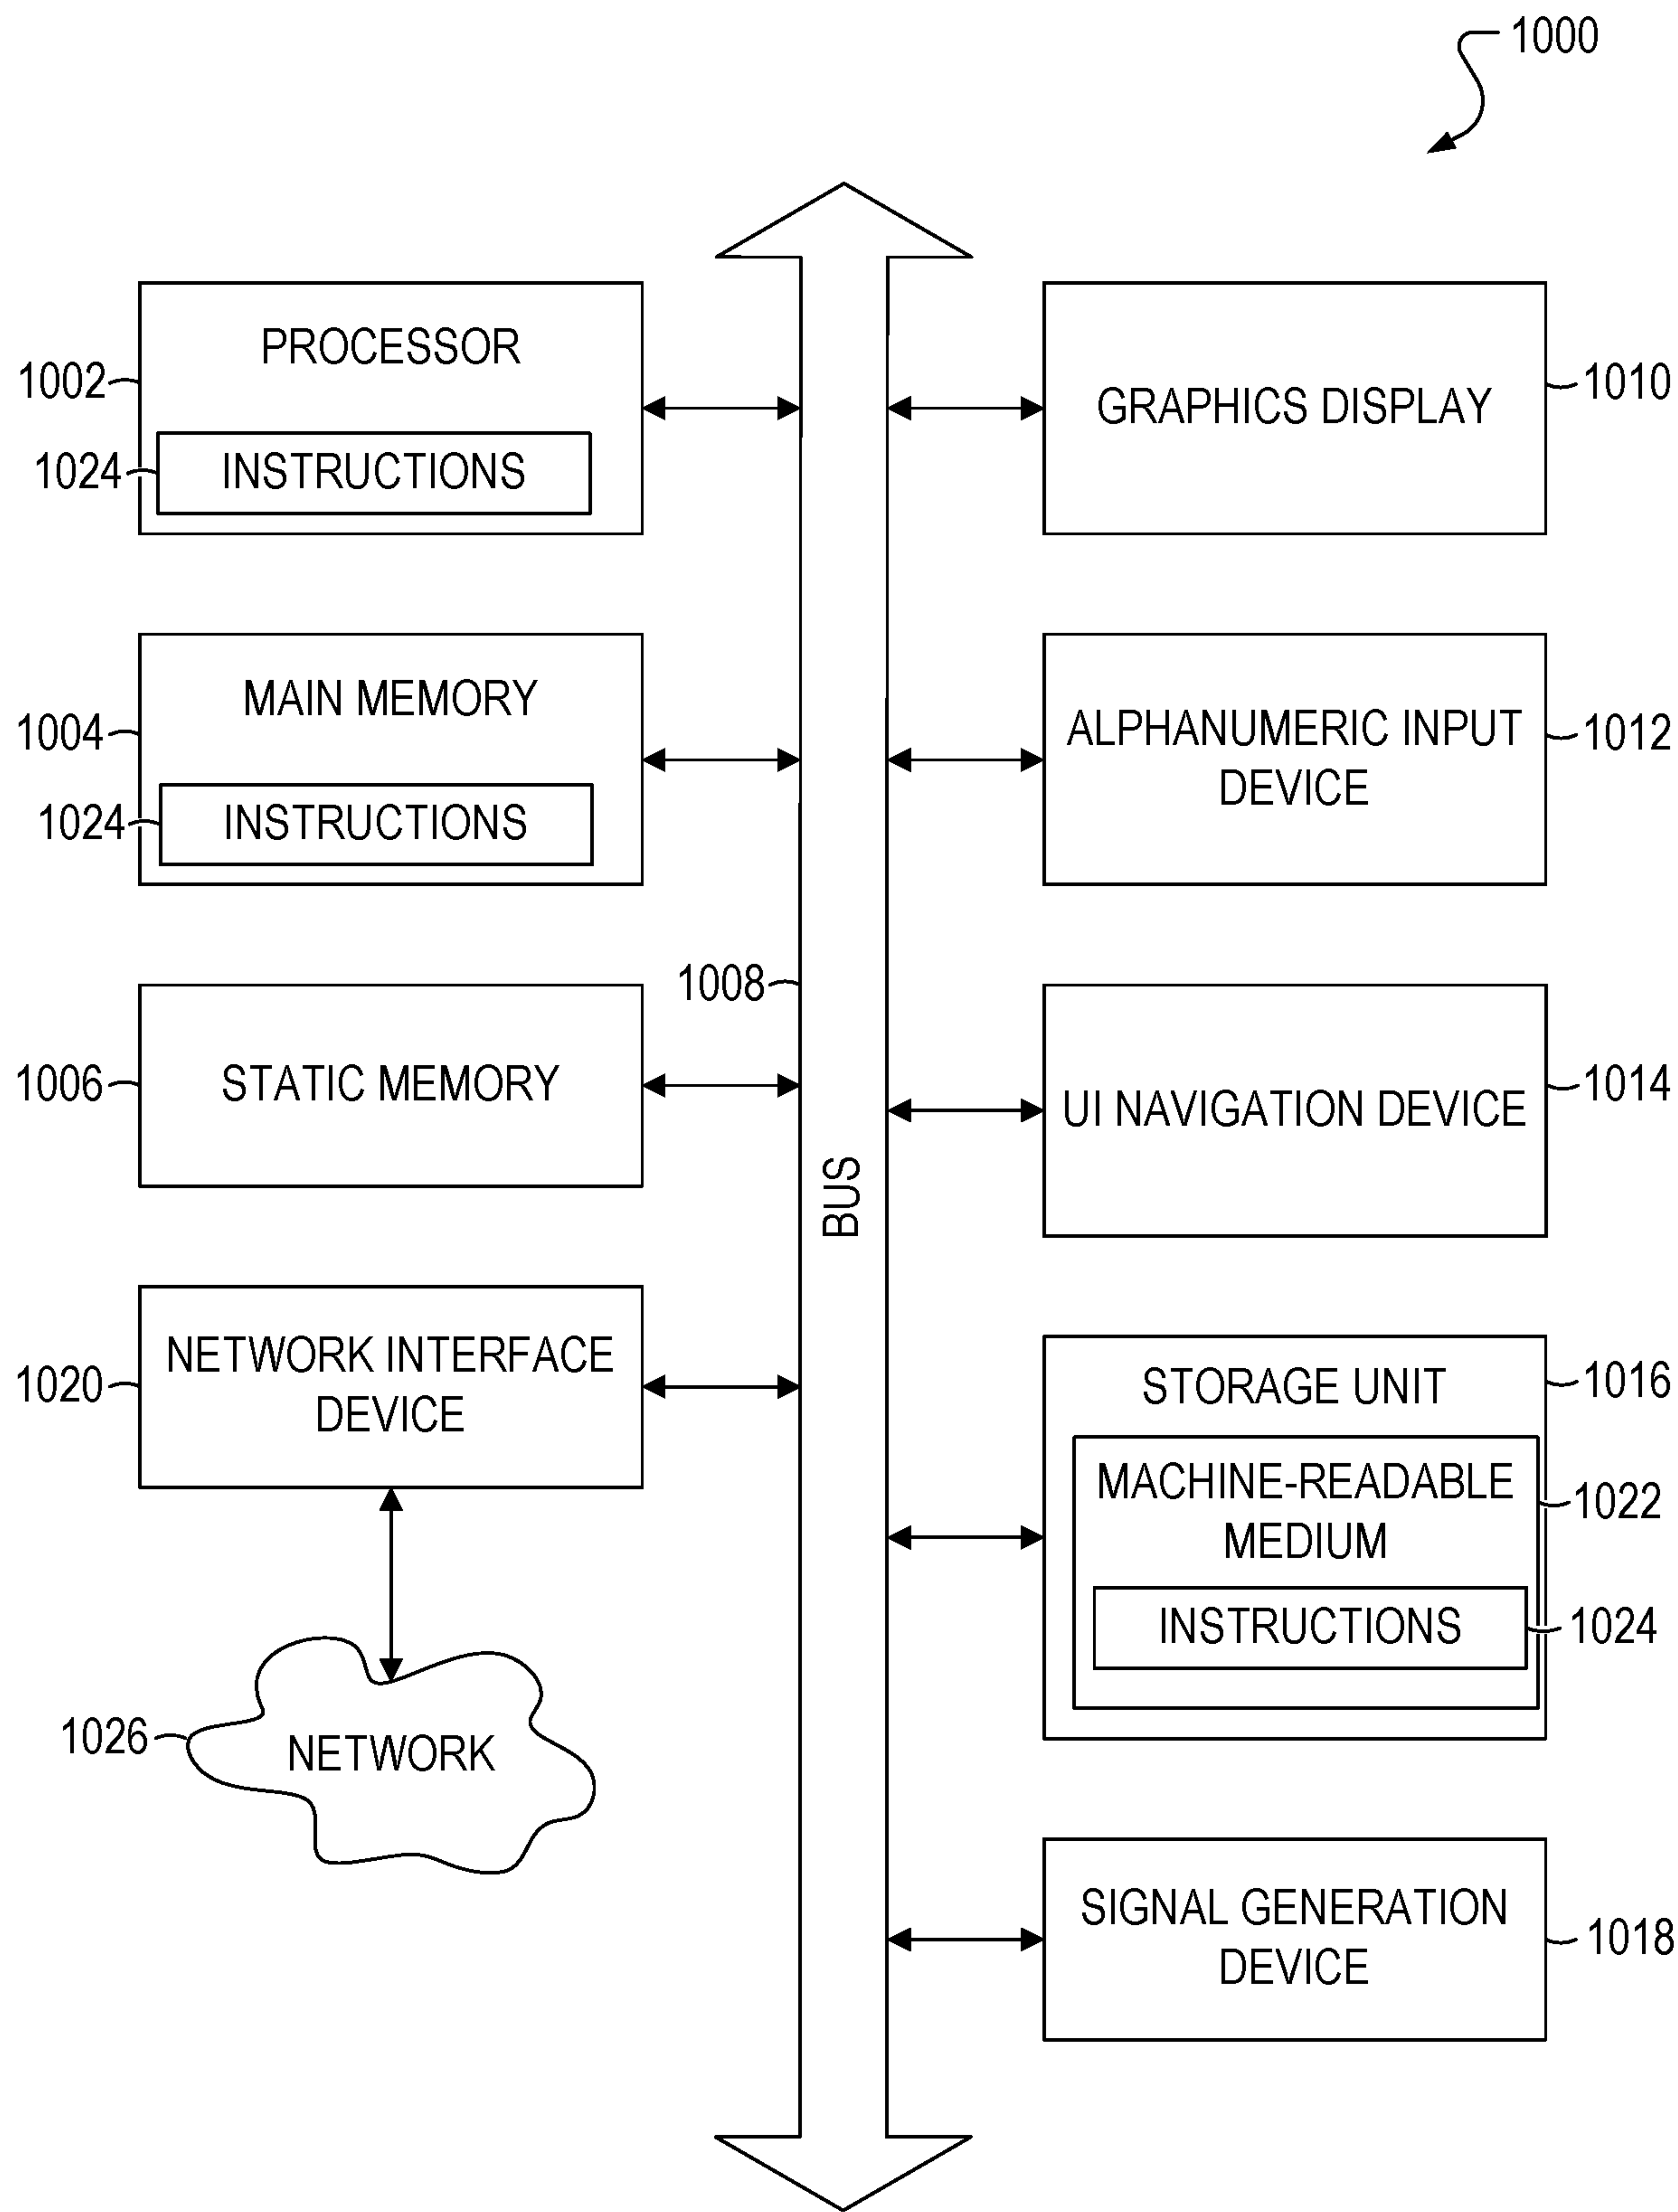 1000
PROCESSOR
1002
1024
INSTRUCTIONS
MAIN MEMORY
1004
1024
INSTRUCTIONS
1008
STATIC MEMORY
1006
NETWORK INTERFACE
DEVICE
1020
NETWORK
1026
BUS
GRAPHICS DISPLAY
1010
ALPHANUMERIC INPUT
DEVICE
1012
UI NAVIGATION DEVICE
1014
STORAGE UNIT
1016
MACHINE-READABLE
MEDIUM
1022
INSTRUCTIONS
1024
SIGNAL GENERATION
DEVICE
1018